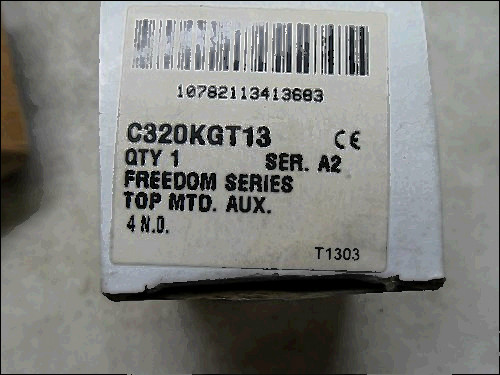 10782113413683
C320KGT13 CE
QTY 1 SER. A2
FREEDOM SERIES
TOP MTD. AUX.
4 N.O.
T1303